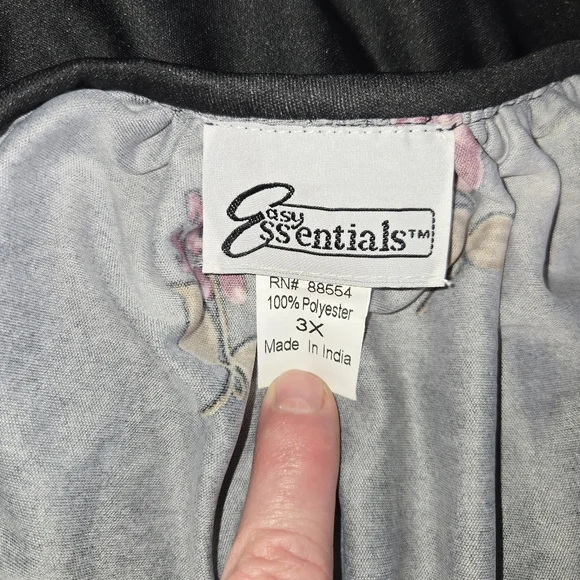 Easy
Essentials™
RN# 88554
100% Polyester
3X
Made In India